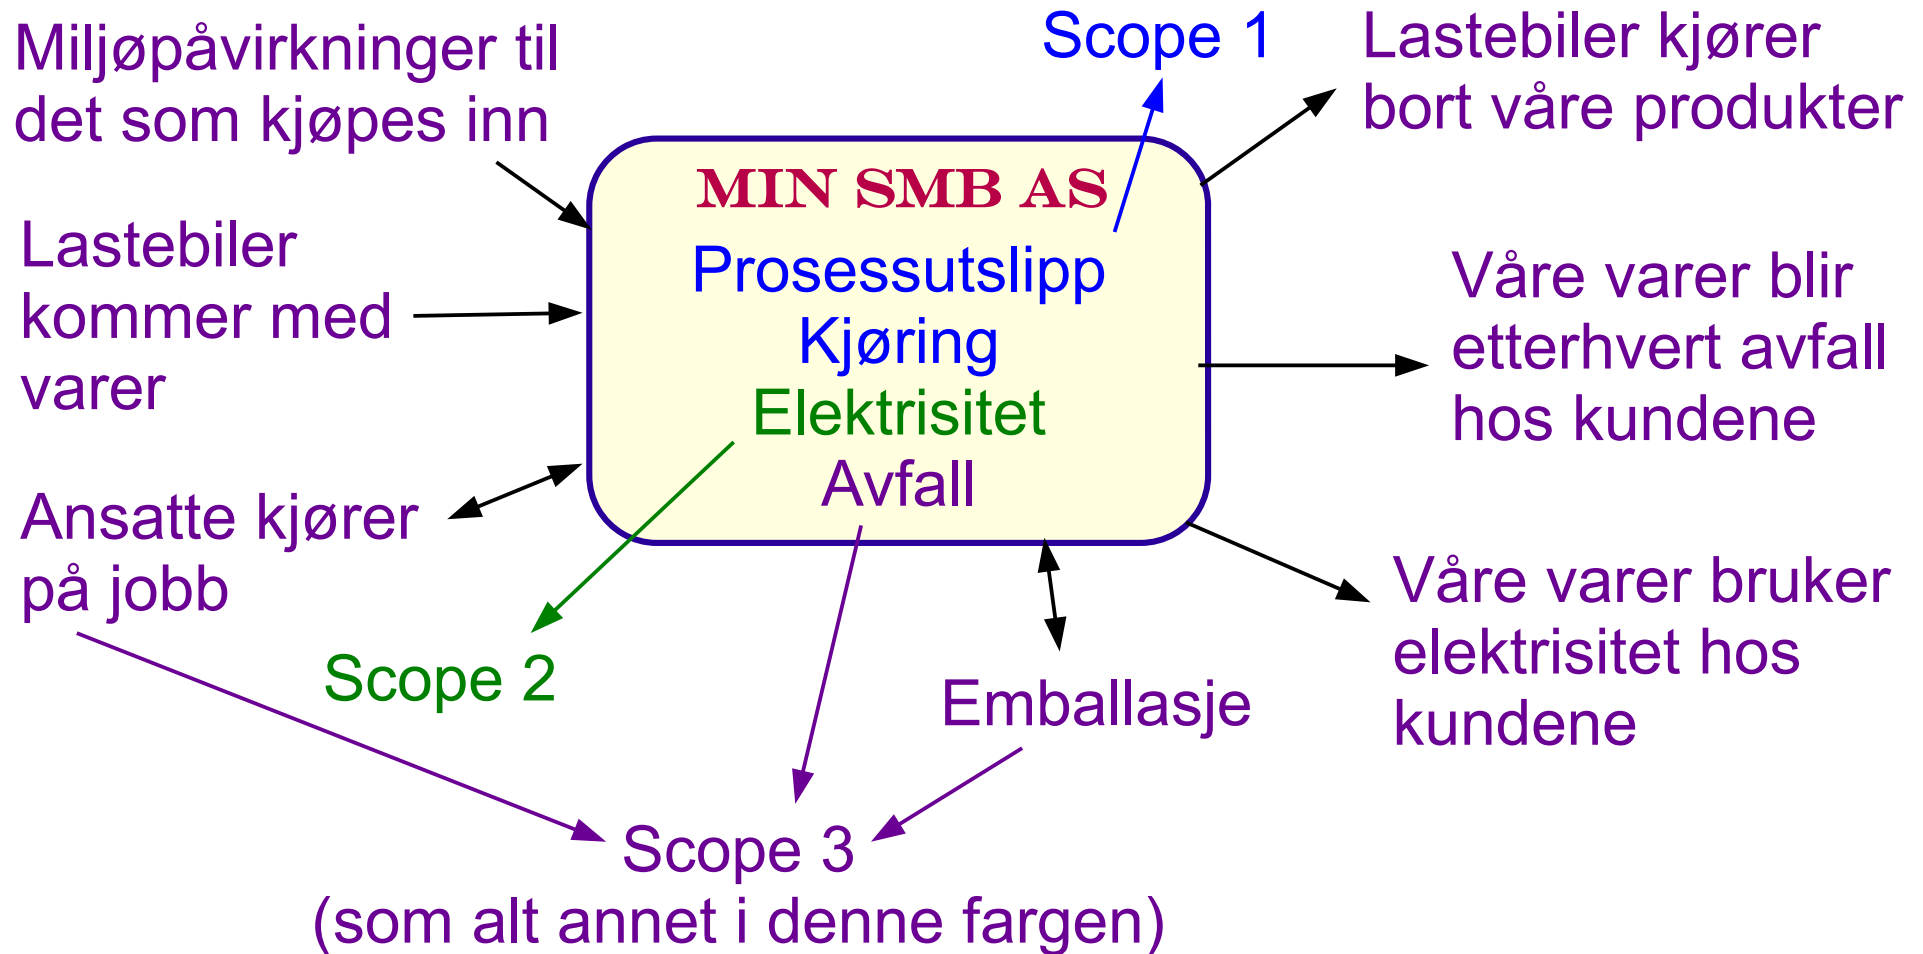 Miljøpåvirkninger til
det som kjøpes inn
Scope 1
Lastebiler kjører
bort våre produkter
MIN SMB AS
Prosessutslipp
Kjøring
Elektrisitet
Avfall
Lastebiler
kommer med
varer
Våre varer blir
etterhvert avfall
hos kundene
Ansatte kjører
på jobb
Våre varer bruker
elektrisitet hos
kundene
Scope 2
Emballasje
Scope 3
(som alt annet i denne fargen)